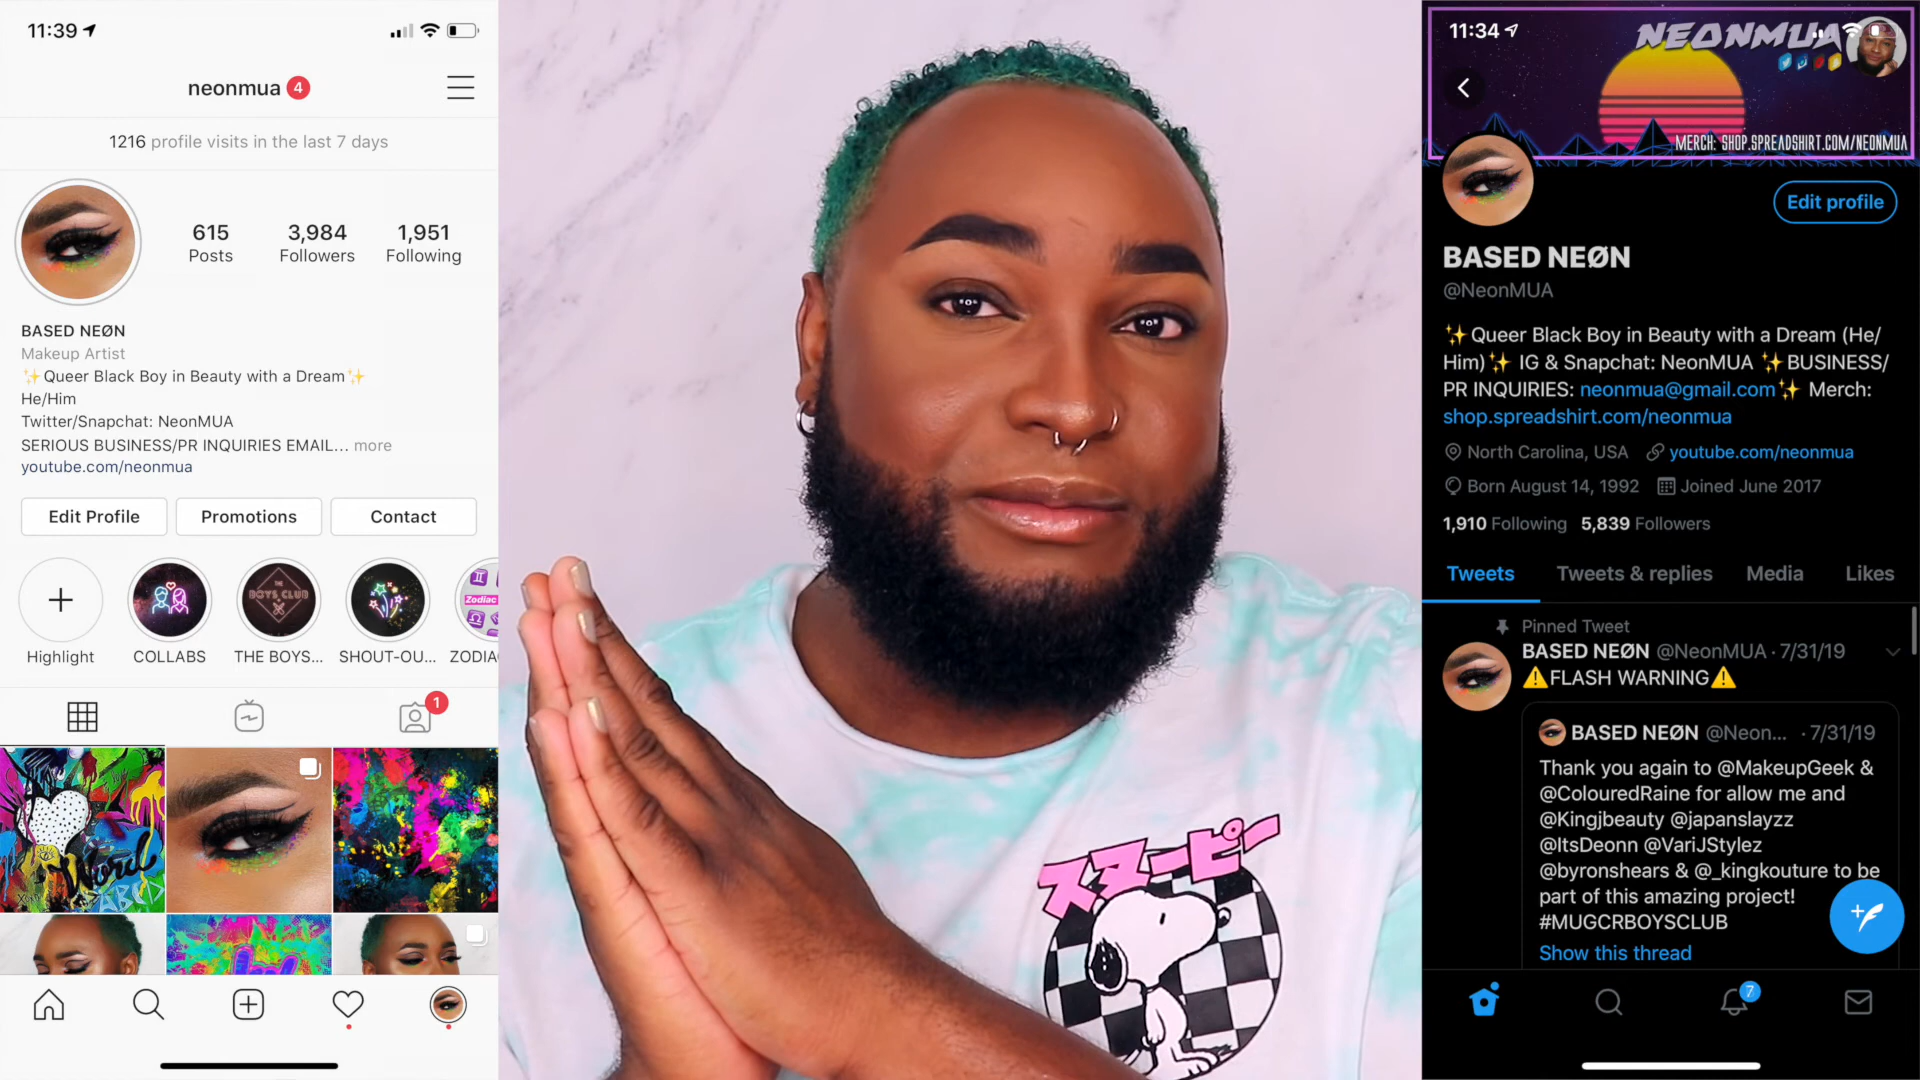 11:39
neonmua 4
1216 profile visits in the last 7 days
615
Posts
3,984
Followers
1,951
Following
BASED NEØN
Makeup Artist
✨Queer Black Boy in Beauty with a Dream✨
He/Him
Twitter/Snapchat: NeonMUA
SERIOUS BUSINESS/PR INQUIRIES EMAIL... more
youtube.com/neonmua
Edit Profile
Promotions
Contact
THE
BOYS CLUB
Zodiac
Highlight
COLLABS
THE BOYS...
SHOUT-OU...
ZODIA
1
Word
ABCD
スヌーピー
11:34
NEONMUA
MERCH: SHOP.SPREADSHIRT.COM/NEONMUA
Edit profile
BASED NEØN
@NeonMUA
✨Queer Black Boy in Beauty with a Dream (He/
Him)✨ IG & Snapchat: NeonMUA ✨BUSINESS/
PR INQUIRIES: neonmua@gmail.com✨ Merch:
shop.spreadshirt.com/neonmua
North Carolina, USA youtube.com/neonmua
Born August 14, 1992 Joined June 2017
1,910 Following 5,839 Followers
Tweets Tweets & replies Media Likes
Pinned Tweet
BASED NEØN @NeonMUA · 7/31/19
⚠️FLASH WARNING⚠️
BASED NEØN @Neon... · 7/31/19
Thank you again to @MakeupGeek &
@ColouredRaine for allow me and
@Kingjbeauty @japanslayzz
@ItsDeonn @VariJStylez
@byronshears & @_kingkouture to be
part of this amazing project!
#MUGCRBOYSCLUB
Show this thread
7